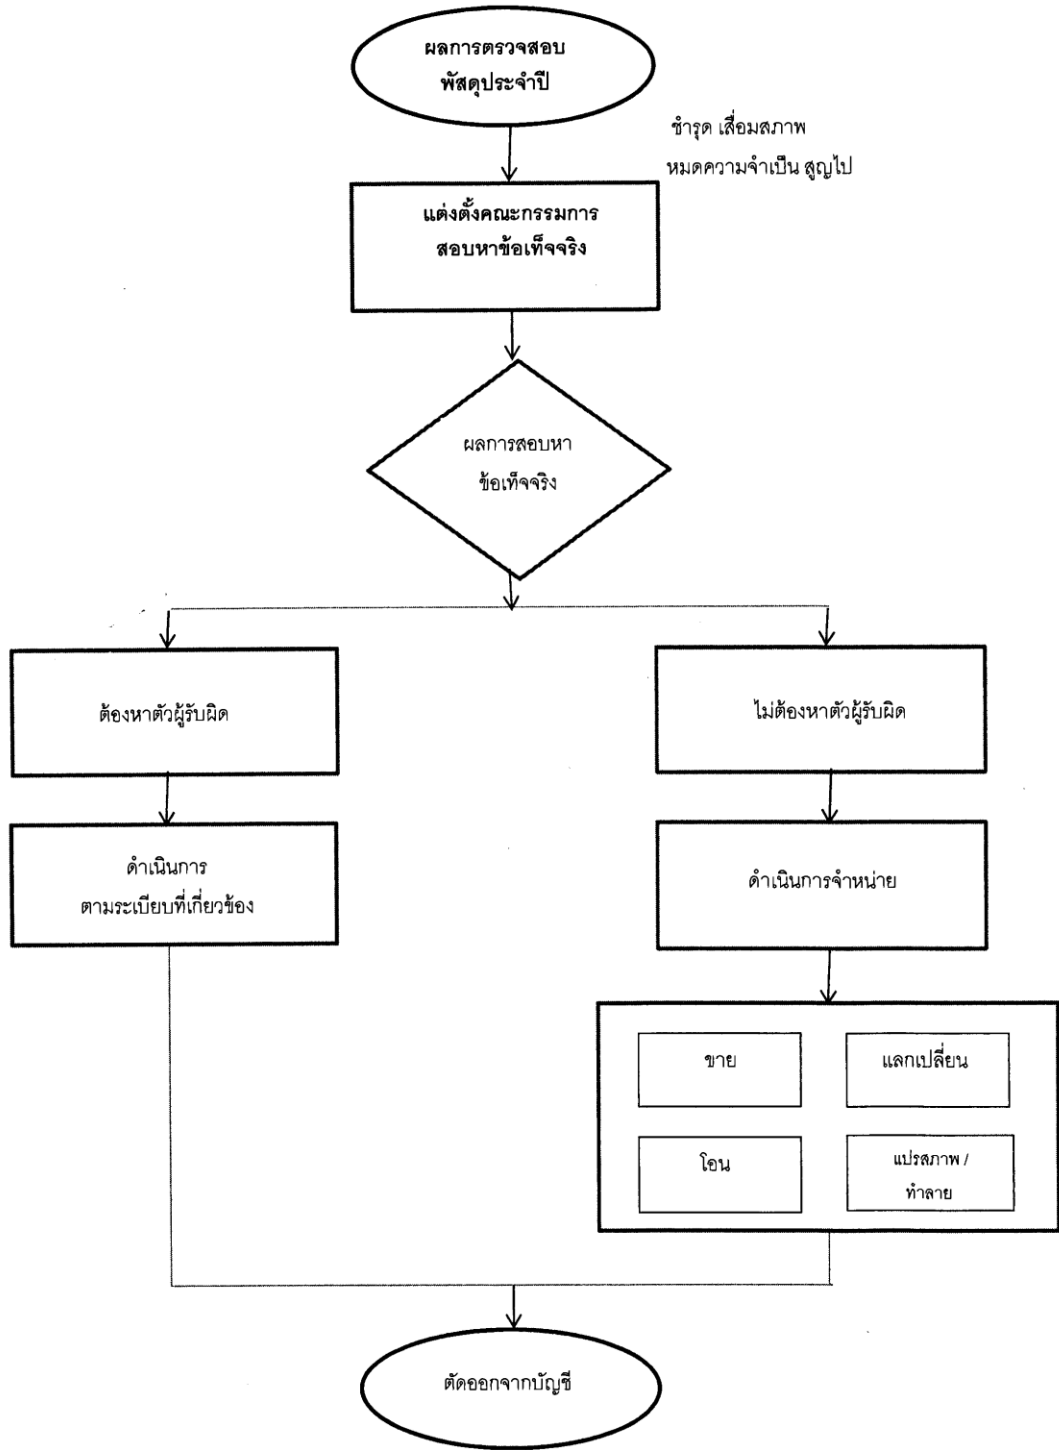 ผลการตรวจสอบ
พัสดุประจำปี
ชำรุด เสื่อมสภาพ
หมดความจำเป็น สูญไป
แต่งตั้งคณะกรรมการ
สอบหาข้อเท็จจริง
ผลการสอบหา
ข้อเท็จจริง
ต้องหาตัวผู้รับผิด
ไม่ต้องหาตัวผู้รับผิด
ดำเนินการ
ตามระเบียบที่เกี่ยวข้อง
ดำเนินการจำหน่าย
ขาย
แลกเปลี่ยน
โอน
แปรสภาพ /
ทำลาย
ตัดออกจากบัญชี